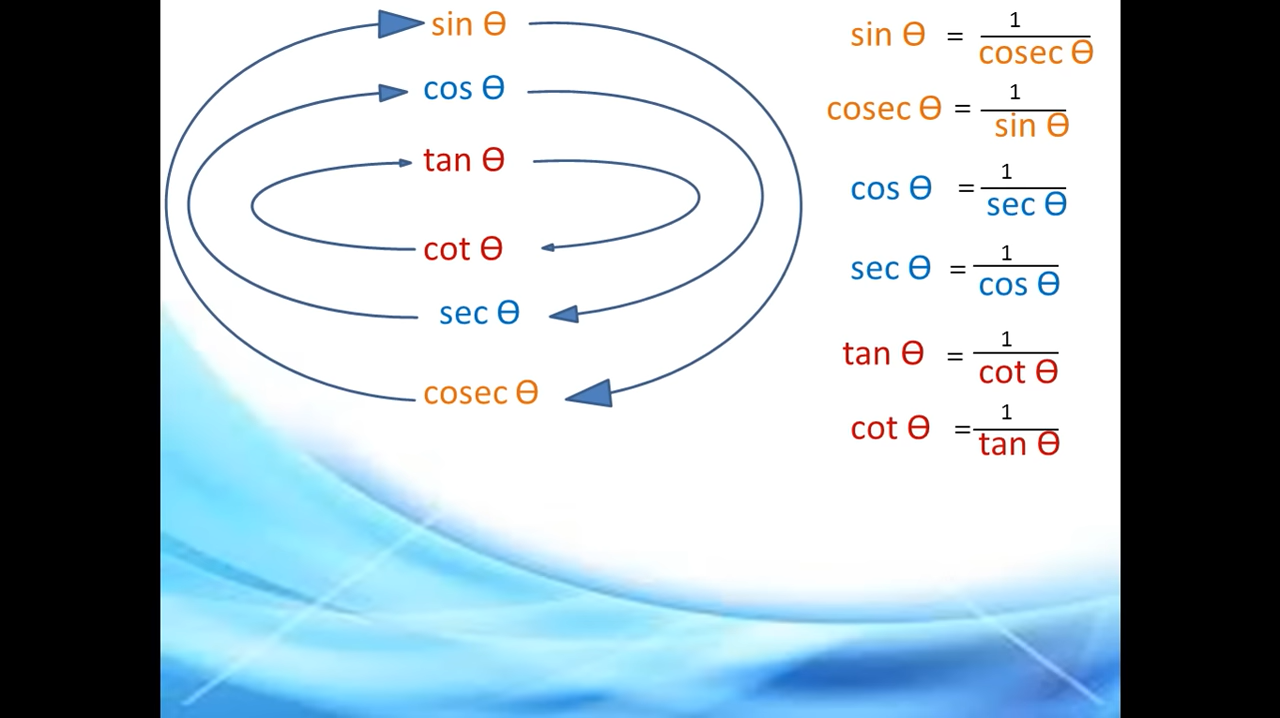 sin Ɵ
cos Ɵ
tan Ɵ
cot Ɵ
sec Ɵ
cosec Ɵ
sin Ɵ = 1/cosec Ɵ
cosec Ɵ = 1/sin Ɵ
cos Ɵ = 1/sec Ɵ
sec Ɵ = 1/cos Ɵ
tan Ɵ = 1/cot Ɵ
cot Ɵ = 1/tan Ɵ